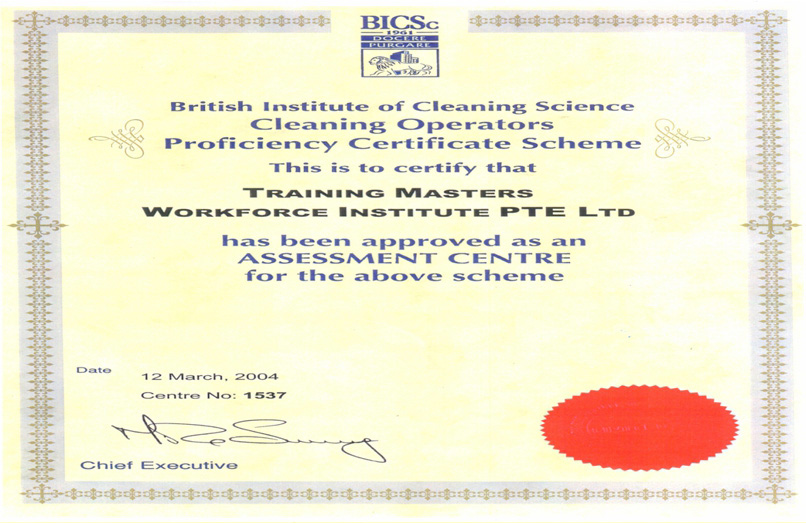 BICSc
1961
DOCERE
PURGARE
British Institute of Cleaning Science
Cleaning Operators
Proficiency Certificate Scheme
This is to certify that
TRAINING MASTERS
WORKFORCE INSTITUTE PTE LTD
has been approved as an
ASSESSMENT CENTRE
for the above scheme
Date
12 March, 2004
Centre No: 1537
Chief Executive